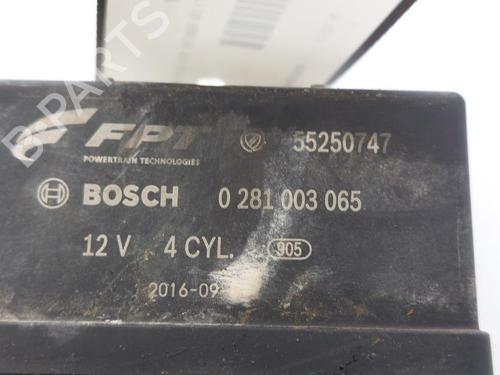 B PARTS
FPT 55250747
POWERTRAIN TECHNOLOGIES
BOSCH 0 281 003 065
12 V 4 CYL. 905
2016-09